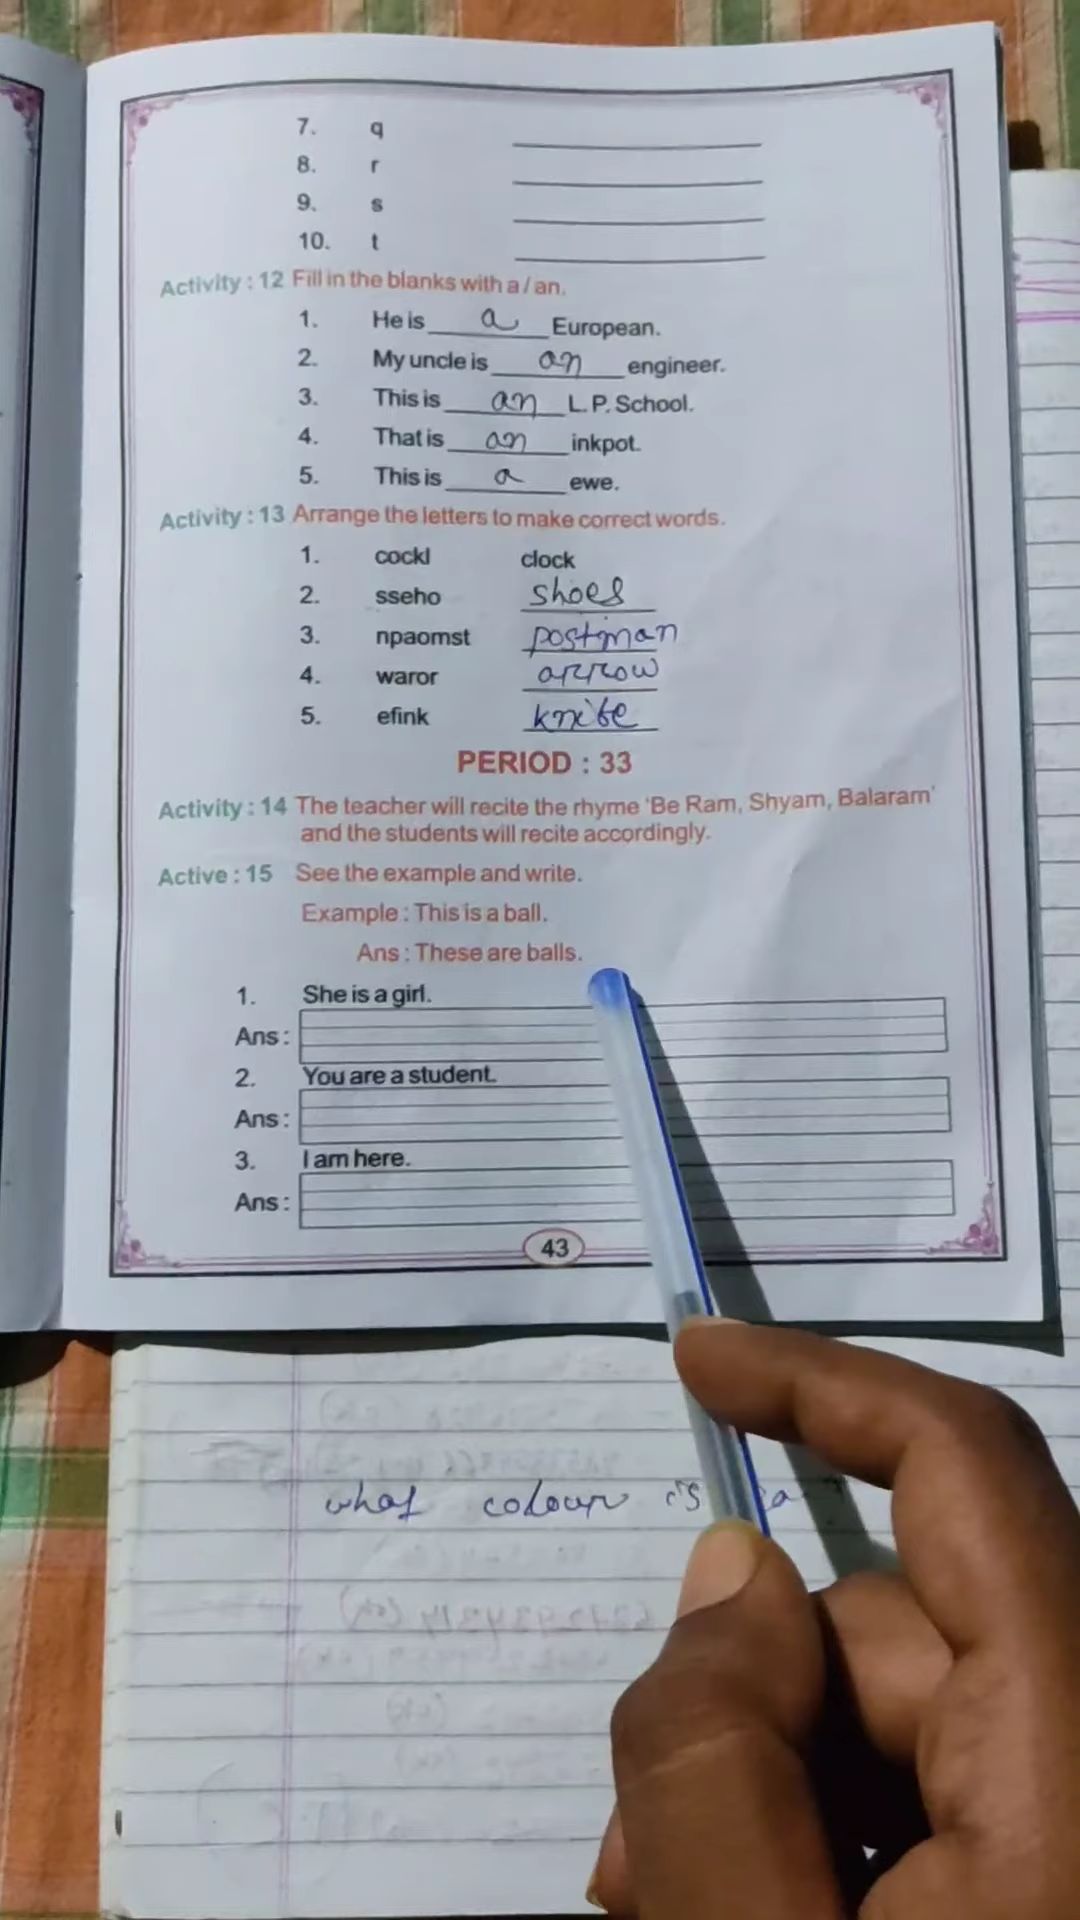 7. q
8. r
9. s
10. t
Activity : 12 Fill in the blanks with a / an.
1. He is a European.
2. My uncle is an engineer.
3. This is an L.P. School.
4. That is an inkpot.
5. This is a ewe.
Activity : 13 Arrange the letters to make correct words.
1. cockl clock
2. sseho shoes
3. npaomst postman
4. waror arrow
5. efink knife
PERIOD : 33
Activity : 14 The teacher will recite the rhyme 'Be Ram, Shyam, Balaram'
and the students will recite accordingly.
Active : 15 See the example and write.
Example : This is a ball.
Ans : These are balls.
1. She is a girl.
Ans :
2. You are a student.
Ans :
3. I am here.
Ans :
43
what colour is